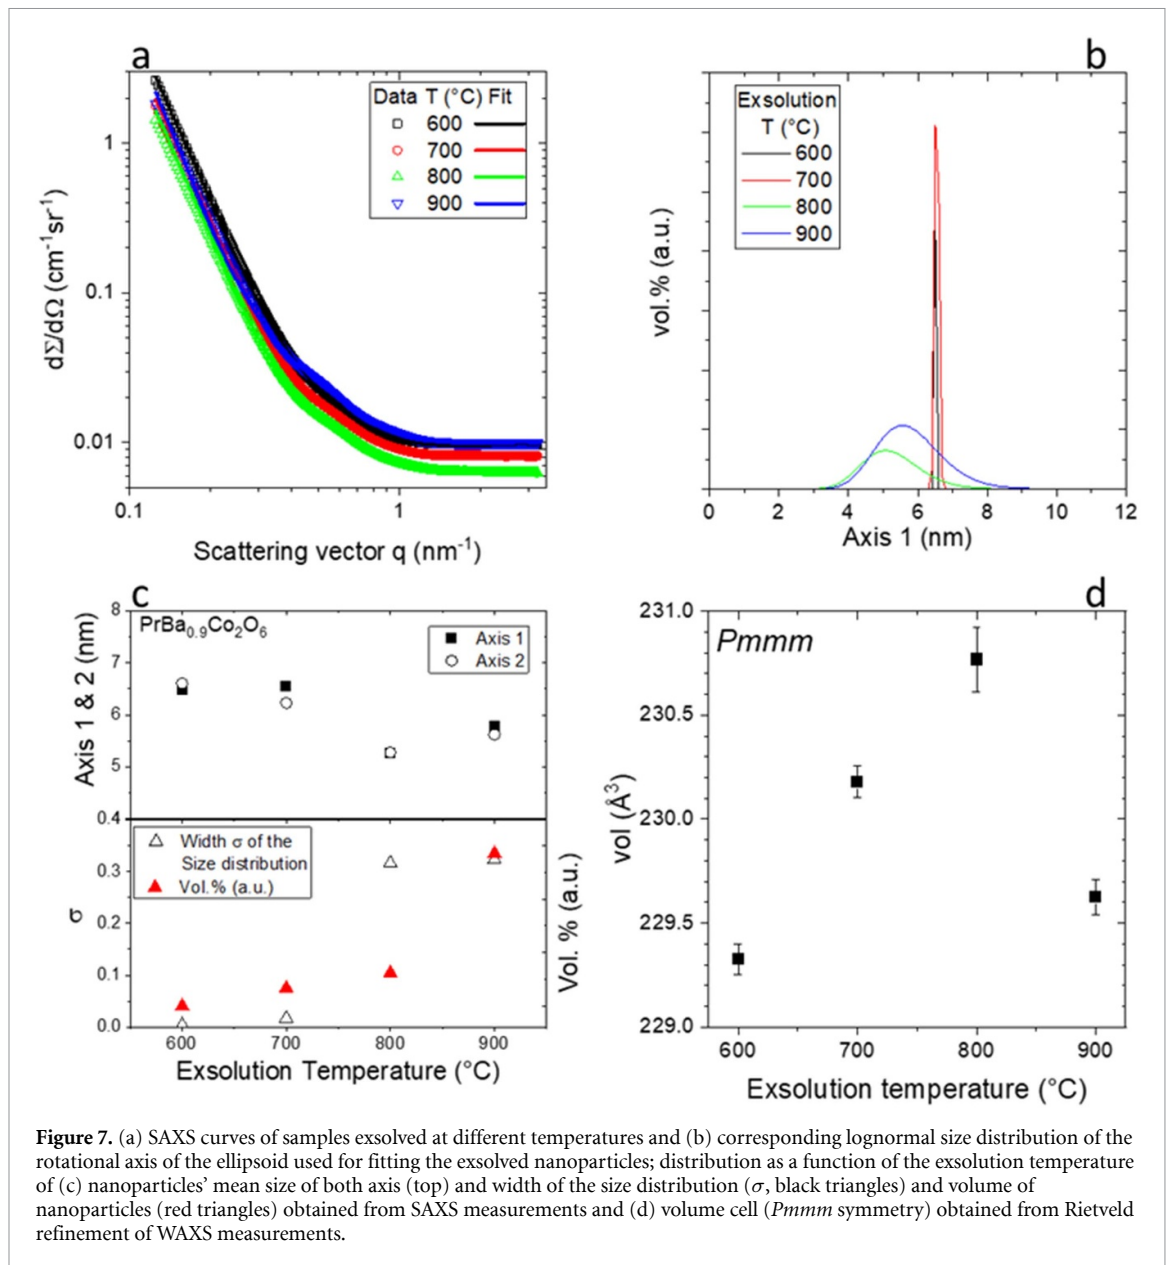 a
Data T (°C) Fit
600
700
800
900
1
0.1
0.01
0.1
1
dΣ/dΩ (cm⁻¹sr⁻¹)
Scattering vector q (nm⁻¹)
b
Exsolution
T (°C)
600
700
800
900
vol.% (a.u.)
0 2 4 6 8 10 12
Axis 1 (nm)
c
PrBa₀.₉Co₂O₆
Axis 1
Axis 2
8
7
6
5
0.4
Axis 1 & 2 (nm)
Width σ of the
Size distribution
Vol.% (a.u.)
0.3
0.2
0.1
0.0
σ
Vol. % (a.u.)
600 700 800 900
Exsolution Temperature (°C)
d
Pmmm
231.0
230.5
230.0
229.5
229.0
vol (Å³)
600 700 800 900
Exsolution temperature (°C)
Figure 7. (a) SAXS curves of samples exsolved at different temperatures and (b) corresponding lognormal size distribution of the
rotational axis of the ellipsoid used for fitting the exsolved nanoparticles; distribution as a function of the exsolution temperature
of (c) nanoparticles’ mean size of both axis (top) and width of the size distribution (σ, black triangles) and volume of
nanoparticles (red triangles) obtained from SAXS measurements and (d) volume cell (Pmmm symmetry) obtained from Rietveld
refinement of WAXS measurements.